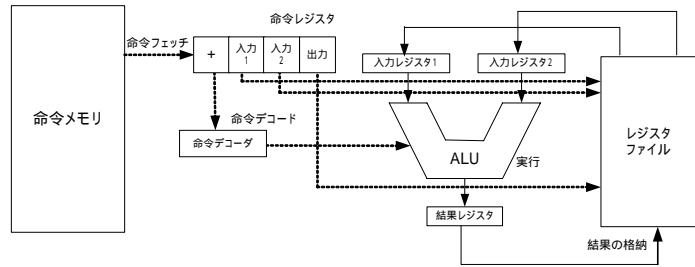 命令レジスタ
命令フェッチ
+
入力
1
入力
2
出力
入力レジスタ1
入力レジスタ2
命令メモリ
命令デコード
命令デコーダ
ALU
実行
レジスタ
ファイル
結果レジスタ
結果の格納